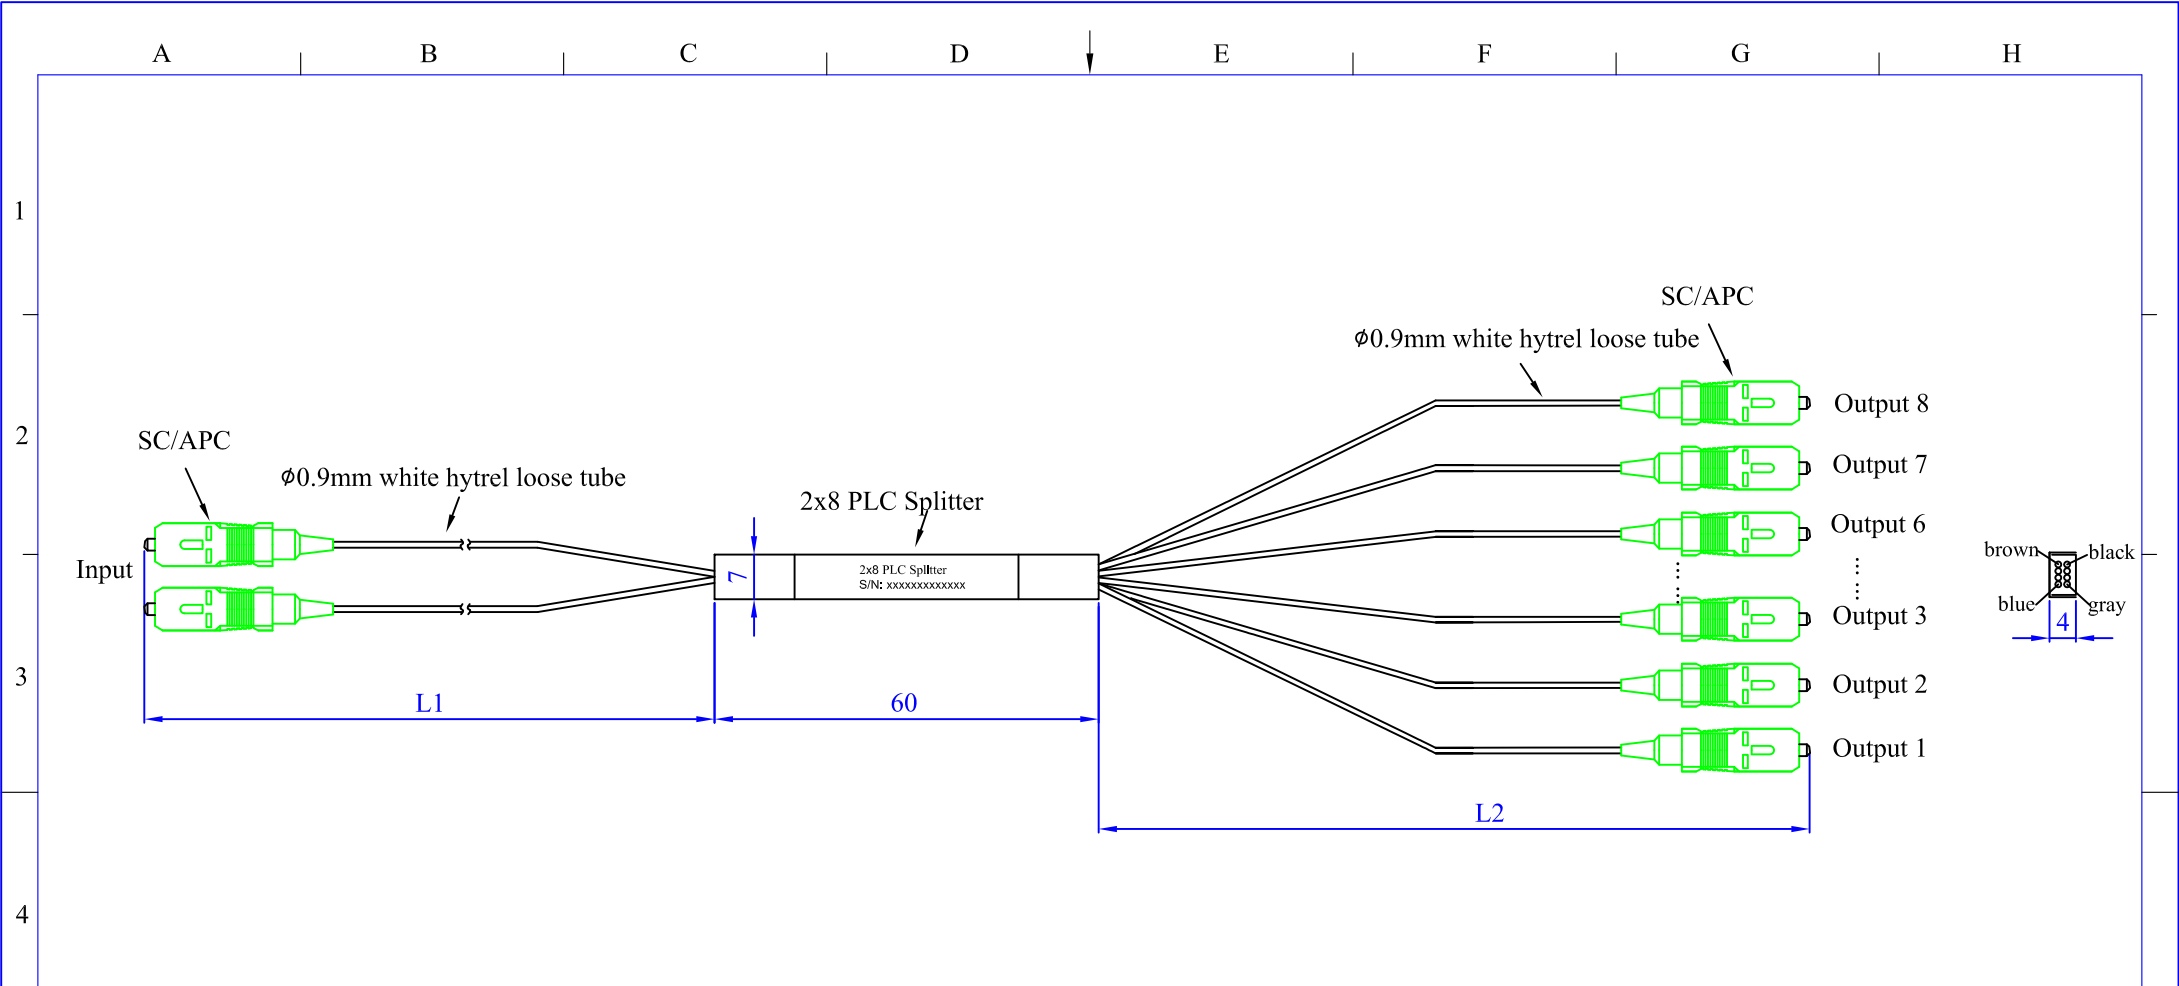 A B C D E F G H
1
SC/APC
⌀0.9mm white hytrel loose tube
Output 8
2
SC/APC
Output 7
⌀0.9mm white hytrel loose tube
2x8 PLC Splitter
Output 6
brown black
Input
7
2x8 PLC Splitter
S/N: xxxxxxxxxxxxx
blue gray
Output 3
4
3
Output 2
L1
60
Output 1
L2
4